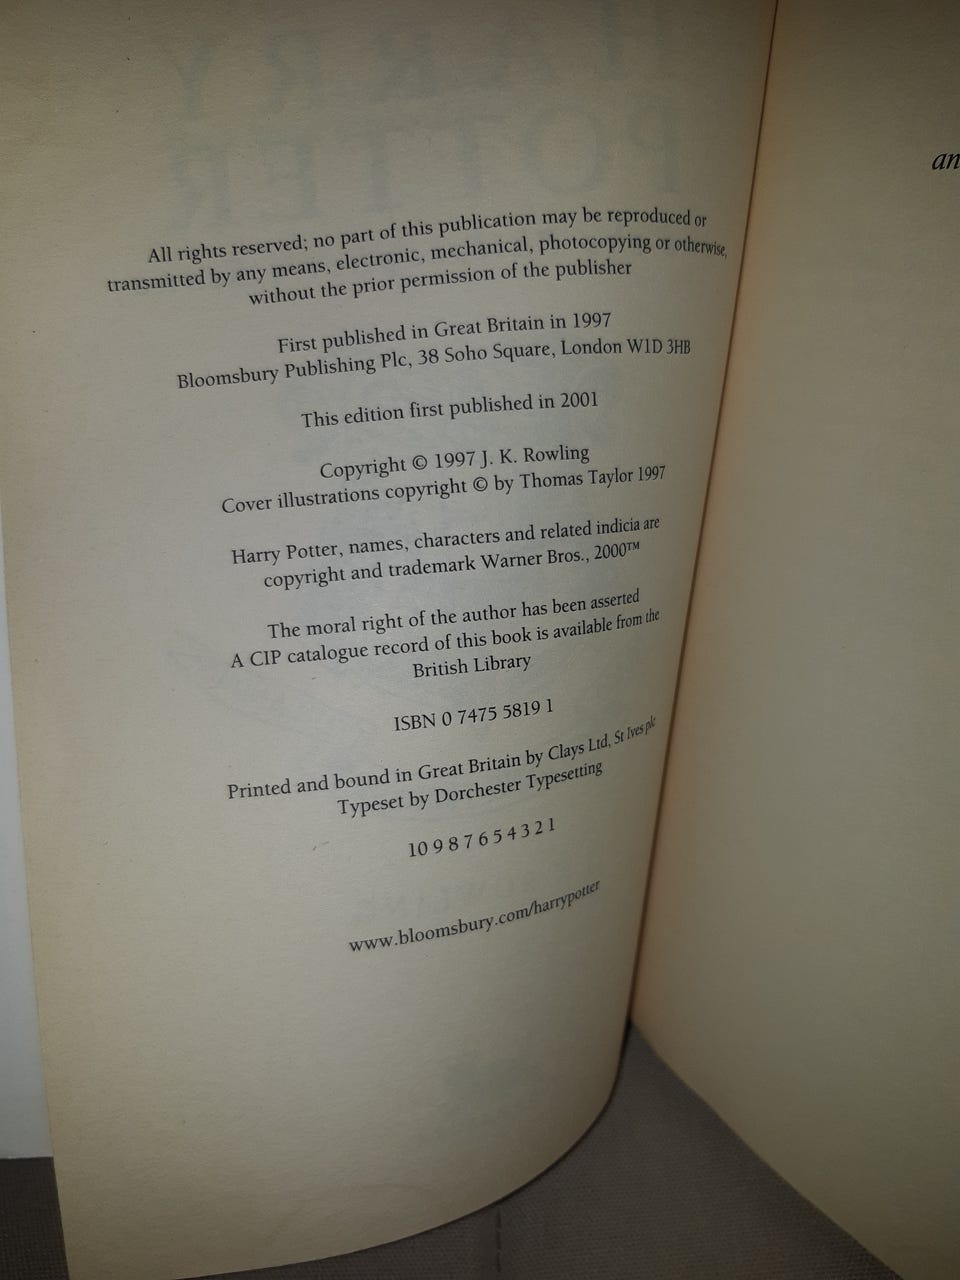 All rights reserved; no part of this publication may be reproduced or
transmitted by any means, electronic, mechanical, photocopying or otherwise,
without the prior permission of the publisher
First published in Great Britain in 1997
Bloomsbury Publishing Plc, 38 Soho Square, London W1D 3HB
This edition first published in 2001
Copyright © 1997 J. K. Rowling
Cover illustrations copyright © by Thomas Taylor 1997
Harry Potter, names, characters and related indicia are
copyright and trademark Warner Bros., 2000™
The moral right of the author has been asserted
A CIP catalogue record of this book is available from the
British Library
ISBN 0 7475 5819 1
Printed and bound in Great Britain by Clays Ltd, St Ives plc
Typeset by Dorchester Typesetting
10 9 8 7 6 5 4 3 2 1
www.bloomsbury.com/harrypotter
an